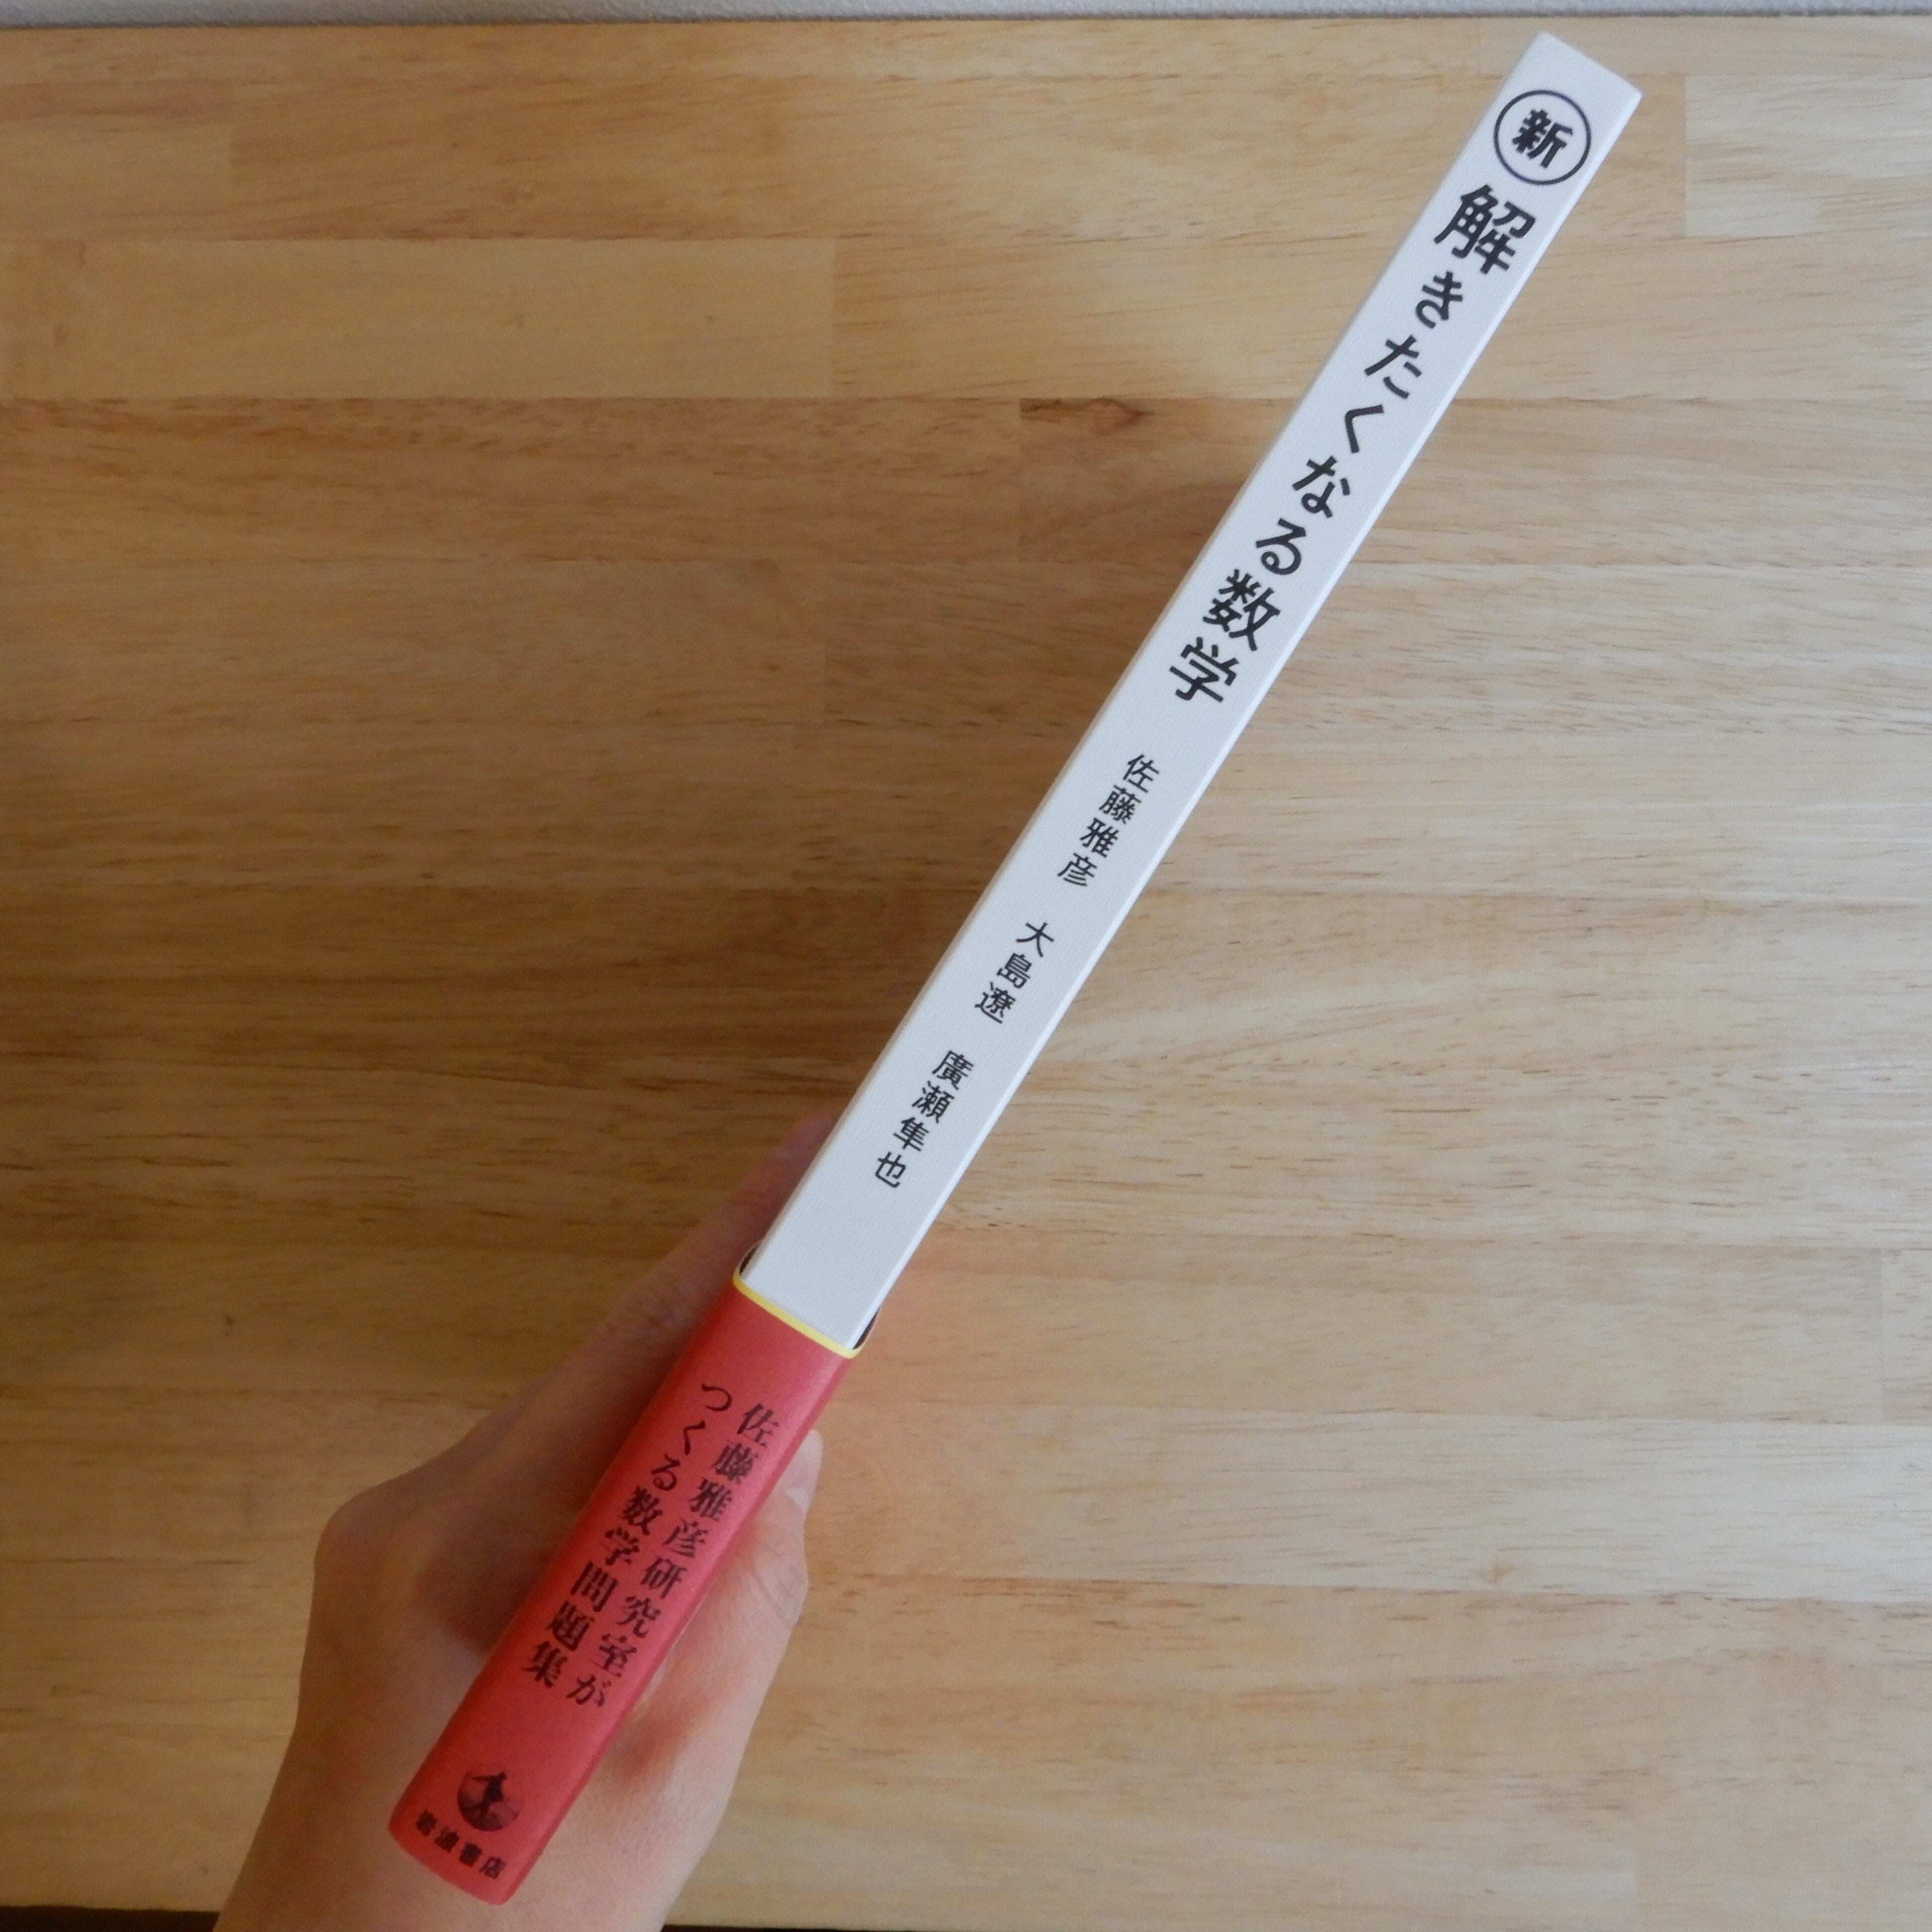 新
解きたくなる数学
佐藤雅彦 大島遼 廣瀬隼也
佐藤雅彦研究室が
つくる数学問題集
岩波書店